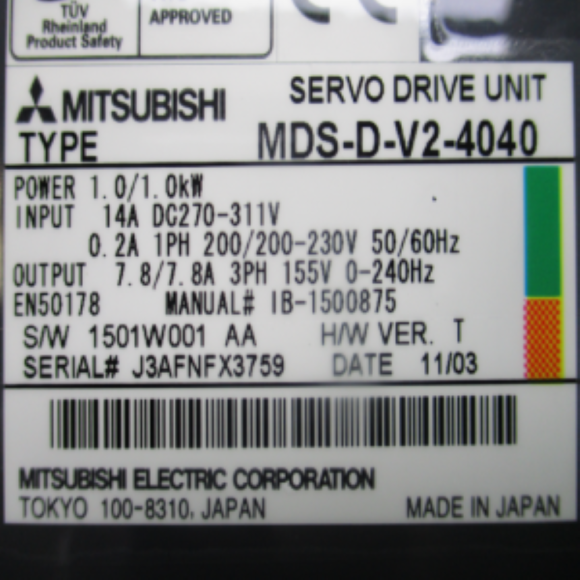 TÜV
Rheinland
Product Safety
APPROVED
CE
MITSUBISHI
SERVO DRIVE UNIT
TYPE MDS-D-V2-4040
POWER 1.0/1.0kW
INPUT 14A DC270-311V
0.2A 1PH 200/200-230V 50/60Hz
OUTPUT 7.8/7.8A 3PH 155V 0-240Hz
EN50178 MANUAL# IB-1500875
S/W 1501W001 AA H/W VER. T
SERIAL# J3AFNFX3759 DATE 11/03
MITSUBISHI ELECTRIC CORPORATION
TOKYO 100-8310, JAPAN MADE IN JAPAN